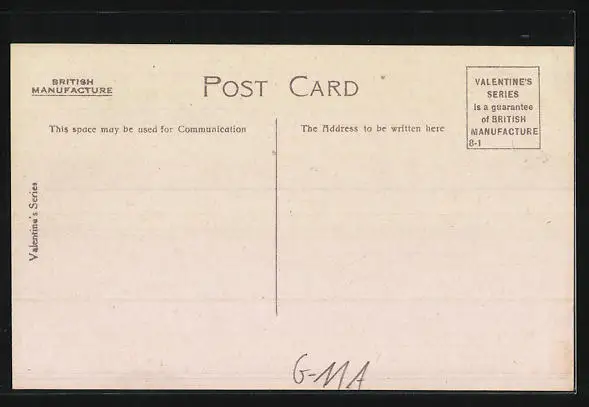 BRITISH
MANUFACTURE
POST CARD
VALENTINE'S
SERIES
is a guarantee
of BRITISH
MANUFACTURE
8-1
This space may be used for Communication
The Address to be written here
Valentine's Series
G-11A